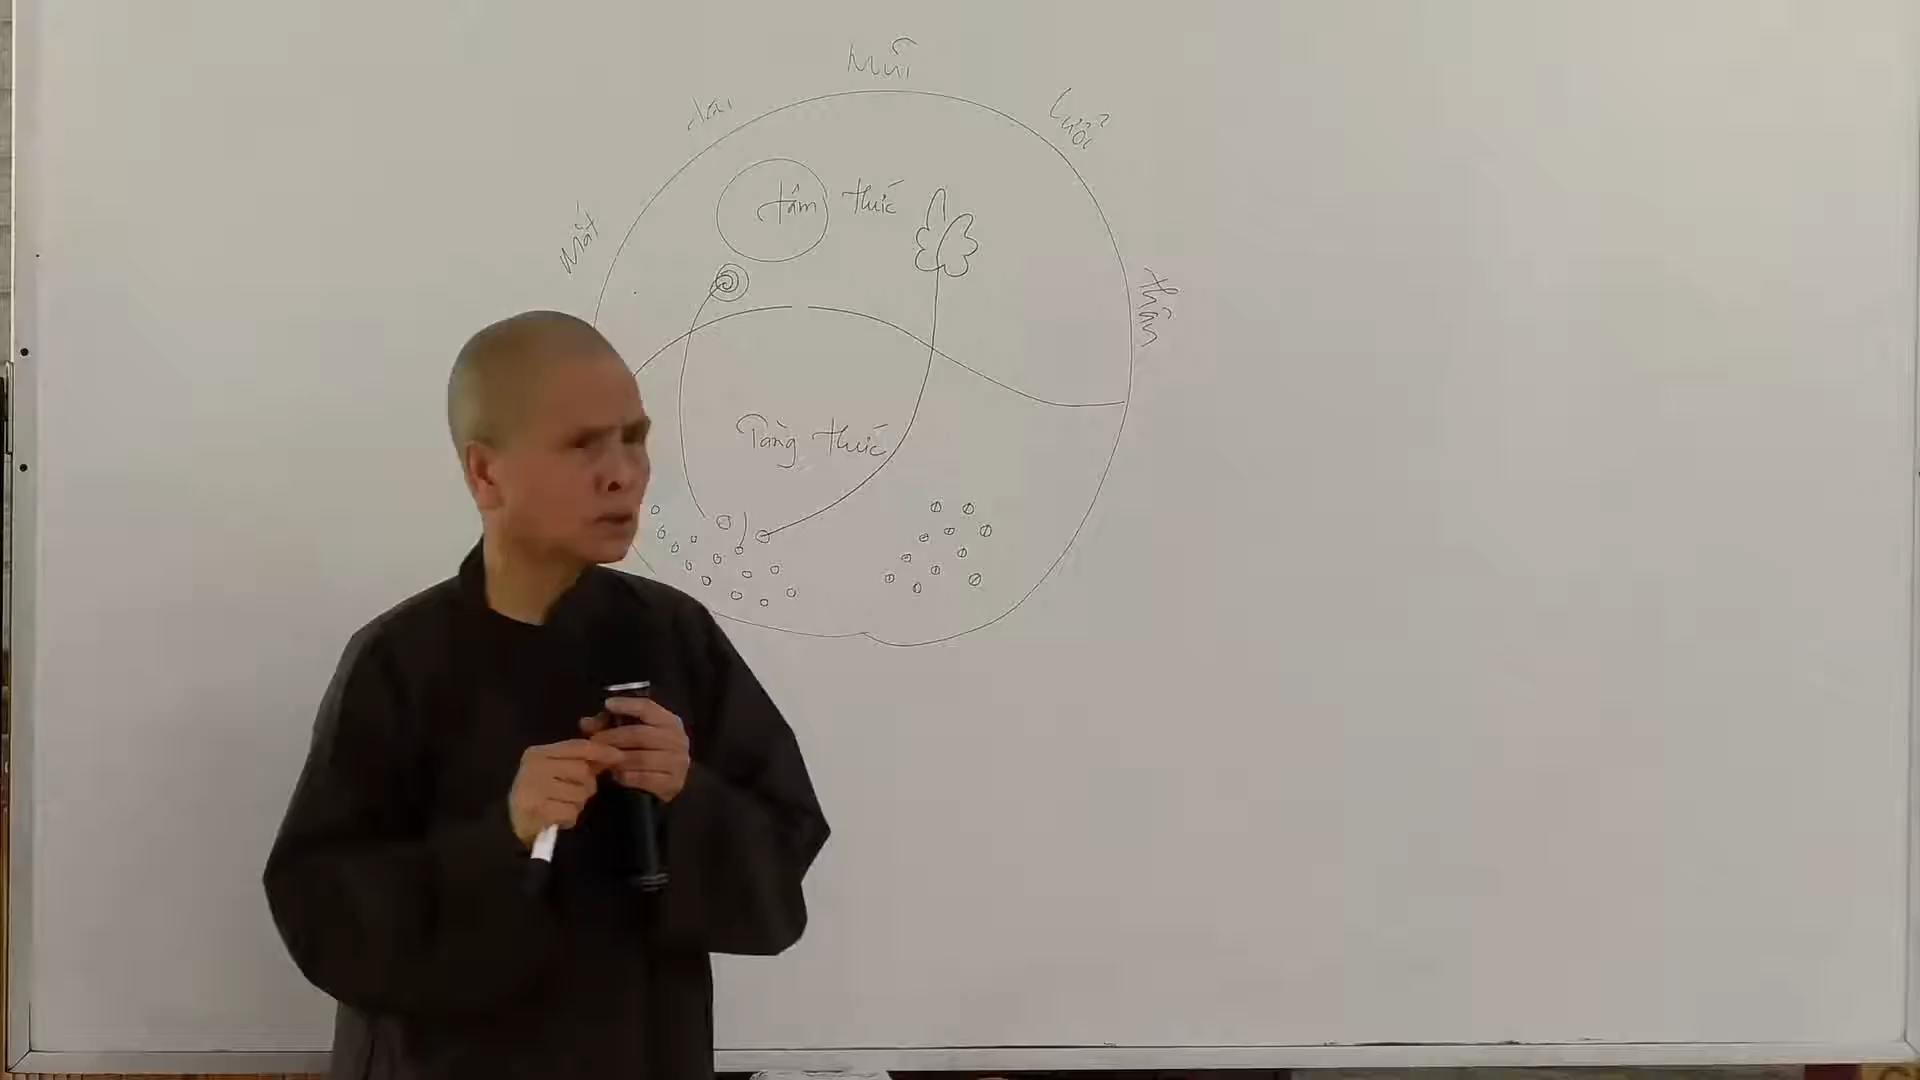 Mũi
tai
Lưỡi
Mắt
tâm thức
thân
Tàng thức